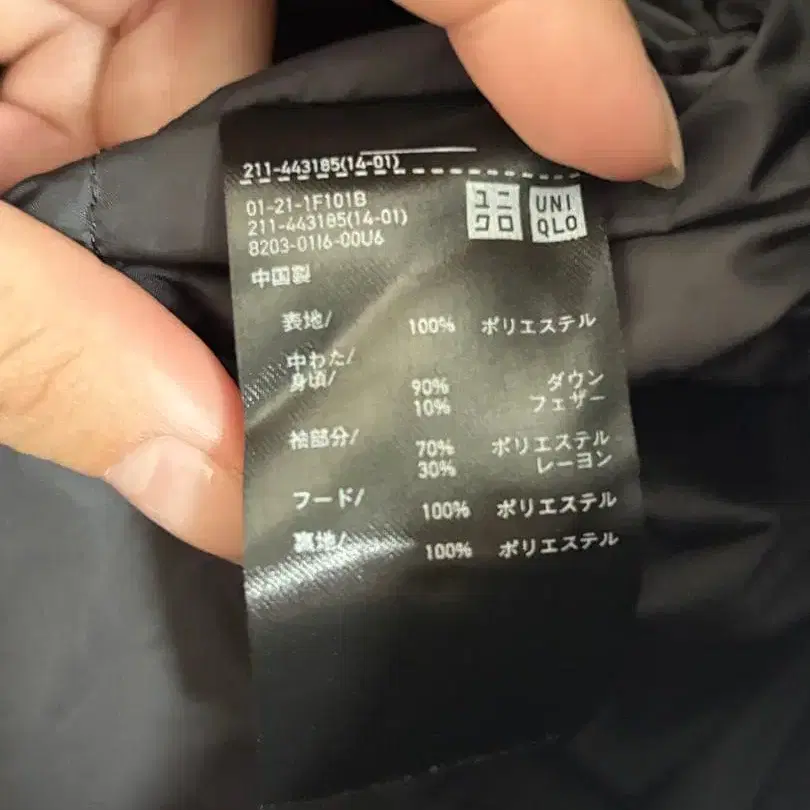 211-443185(14-01)
01-21-1F101B
211-443185(14-01)
8203-0116-00U6
ユニクロ
UNIQLO
中国製
表地/ 100% ポリエステル
中わた/
身頃/ 90% ダウン
10% フェザー
袖部分/ 70% ポリエステル
30% レーヨン
フード/ 100% ポリエステル
裏地/ 100% ポリエステル